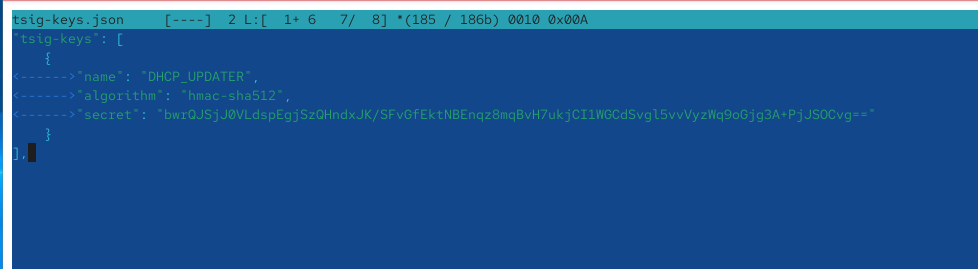 tsig-keys.json [----] 2 L:[ 1+ 6 7/ 8] *(185 / 186b) 0010 0x00A
"tsig-keys": [
{
<------>"name": "DHCP_UPDATER",
<------>"algorithm": "hmac-sha512",
<------>"secret": "bwrQJSjJ0VLdspEgjSzQHndxJK/SFvGfEktNBEnqz8mqBvH7ukjCI1WGCdSvgl5vvVyzWq9oGjg3A+PjJSOCvg=="
}
],